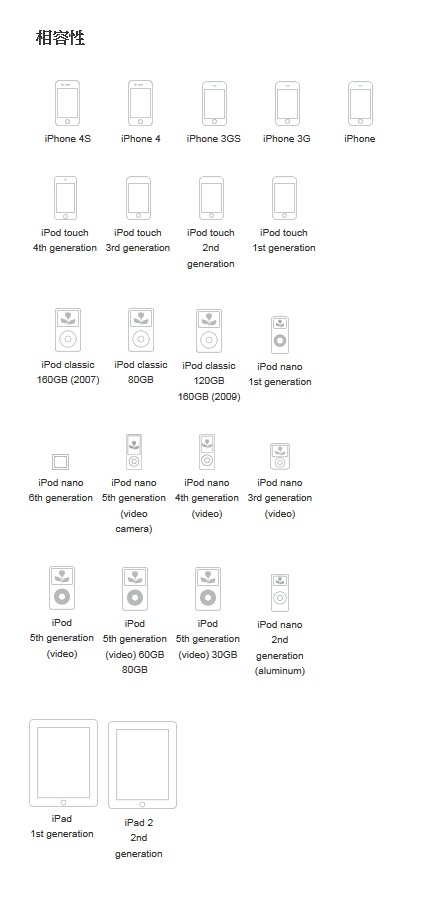 相容性
iPhone 4S
iPhone 4
iPhone 3GS
iPhone 3G
iPhone
iPod touch
4th generation
iPod touch
3rd generation
iPod touch
2nd
generation
iPod touch
1st generation
iPod classic
160GB (2007)
iPod classic
80GB
iPod classic
120GB
160GB (2009)
iPod nano
1st generation
iPod nano
6th generation
iPod nano
5th generation
(video
camera)
iPod nano
4th generation
(video)
iPod nano
3rd generation
(video)
iPod
5th generation
(video)
iPod
5th generation
(video) 60GB
80GB
iPod
5th generation
(video) 30GB
iPod nano
2nd
generation
(aluminum)
iPad
1st generation
iPad 2
2nd
generation